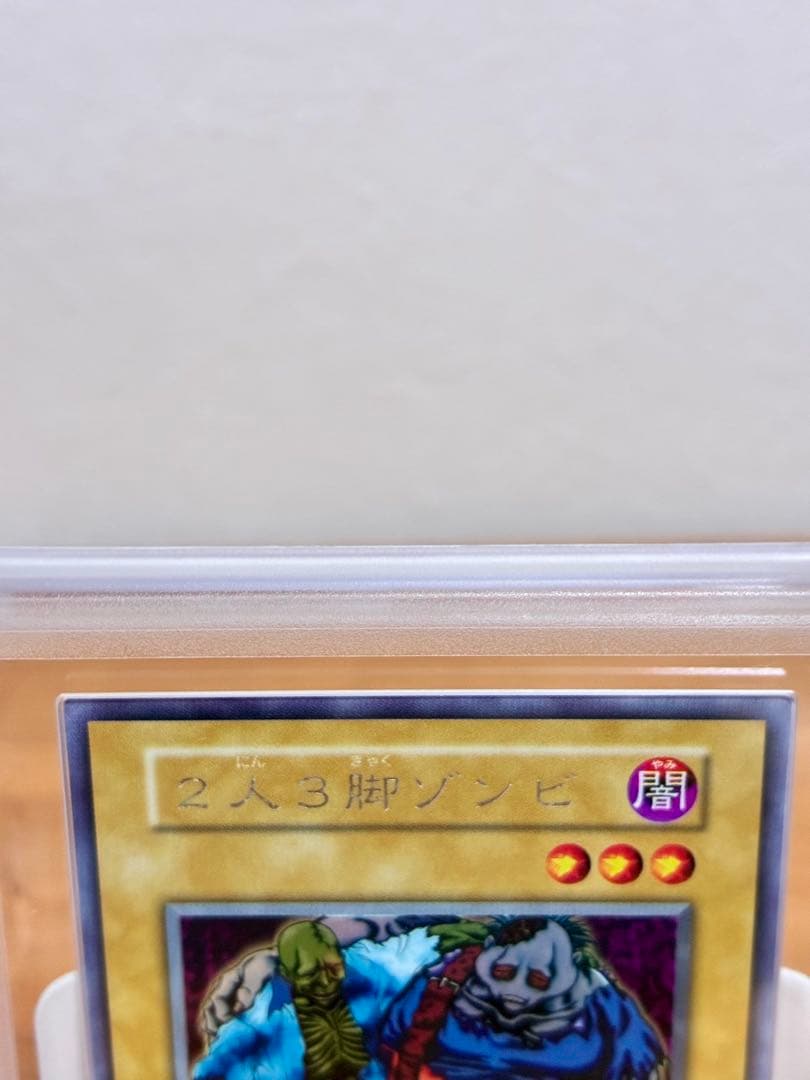 にん きゃく
２人３脚ゾンビ
やみ
闇